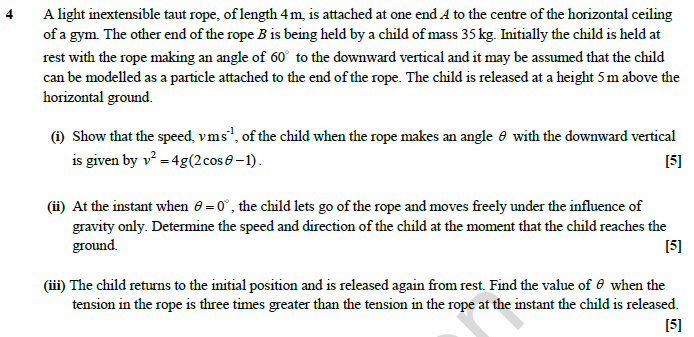 4 A light inextensible taut rope, of length 4 m, is attached at one end A to the centre of the horizontal ceiling
of a gym. The other end of the rope B is being held by a child of mass 35 kg. Initially the child is held at
rest with the rope making an angle of 60° to the downward vertical and it may be assumed that the child
can be modelled as a particle attached to the end of the rope. The child is released at a height 5 m above the
horizontal ground.
(i) Show that the speed, v m s⁻¹, of the child when the rope makes an angle θ with the downward vertical
is given by v² = 4g(2cosθ−1). [5]
(ii) At the instant when θ = 0°, the child lets go of the rope and moves freely under the influence of
gravity only. Determine the speed and direction of the child at the moment that the child reaches the
ground. [5]
(iii) The child returns to the initial position and is released again from rest. Find the value of θ when the
tension in the rope is three times greater than the tension in the rope at the instant the child is released.
[5]